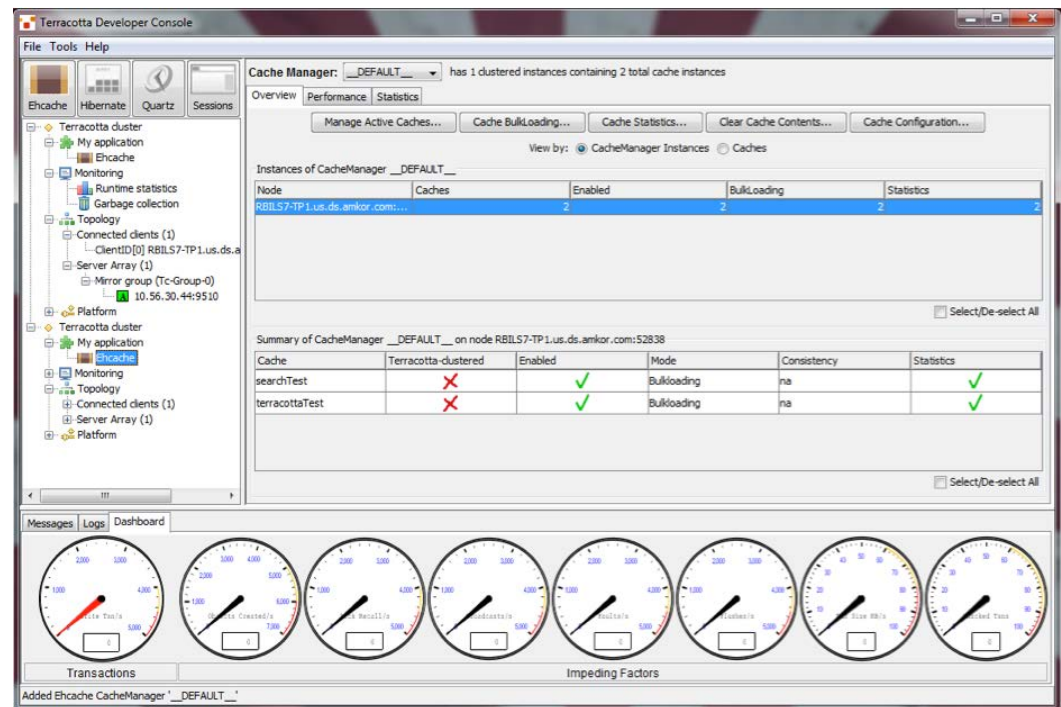 Terracotta Developer Console
File Tools Help
Ehcache Hibernate Quartz Sessions
Terracotta cluster
My application
Ehcache
Monitoring
Runtime statistics
Garbage collection
Topology
Connected clients (1)
ClientID[0] RBILS7-TP1.us.ds.a
Server Array (1)
Mirror group (Tc-Group-0)
A 10.56.30.44:9510
Platform
Terracotta cluster
My application
Ehcache
Monitoring
Topology
Connected clients (1)
Server Array (1)
Platform
Cache Manager: __DEFAULT__ has 1 clustered instances containing 2 total cache instances
Overview Performance Statistics
Manage Active Caches... Cache BulkLoading... Cache Statistics... Clear Cache Contents... Cache Configuration...
View by: CacheManager Instances Caches
Instances of CacheManager __DEFAULT__
Node Caches Enabled BulkLoading Statistics
RBILS7-TP1.us.ds.amkor.com:... 2 2 2 2
Select/De-select All
Summary of CacheManager __DEFAULT__ on node RBILS7-TP1.us.ds.amkor.com:52838
Cache Terracotta-clustered Enabled Mode Consistency Statistics
searchTest Bulkloading na
terracottaTest Bulkloading na
Select/De-select All
Messages Logs Dashboard
Transactions Impeding Factors
Added Ehcache CacheManager '__DEFAULT__'